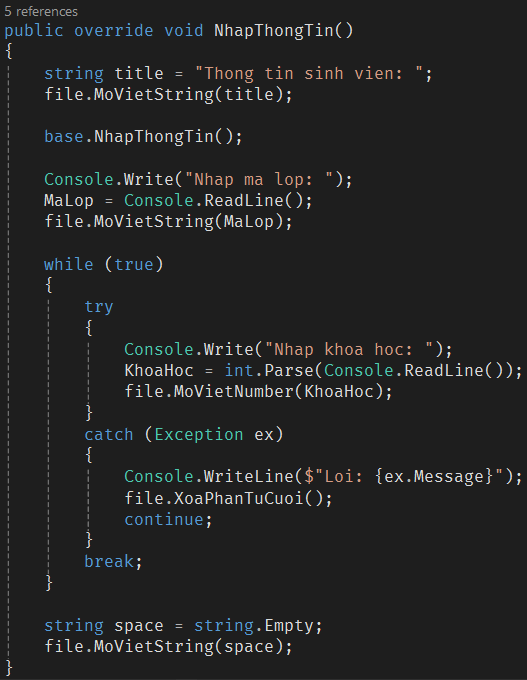 5 references
public override void NhapThongTin()
{
string title = "Thong tin sinh vien: ";
file.MoVietString(title);
base.NhapThongTin();
Console.Write("Nhap ma lop: ");
MaLop = Console.ReadLine();
file.MoVietString(MaLop);
while (true)
{
try
{
Console.Write("Nhap khoa hoc: ");
KhoaHoc = int.Parse(Console.ReadLine());
file.MoVietNumber(KhoaHoc);
}
catch (Exception ex)
{
Console.WriteLine($"Loi: {ex.Message}");
file.XoaPhanTuCuoi();
continue;
}
break;
}
string space = string.Empty;
file.MoVietString(space);
}